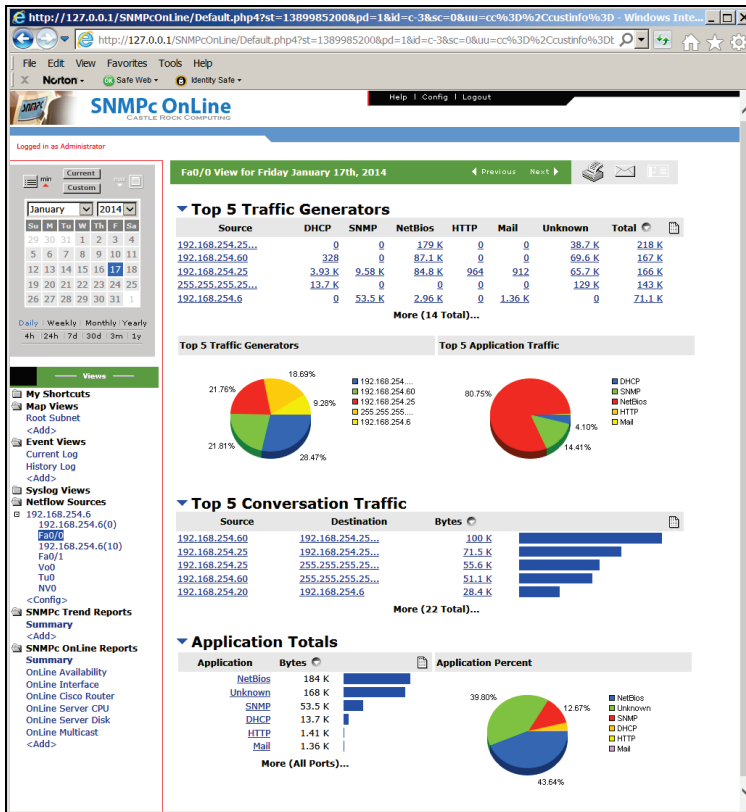 http://127.0.0.1/SNMPcOnLine/Default.php4?st=1389985200&pd=1&id=c-3&sc=0&uu=cc%3D%2Ccustinfo%3D - Windows Inte...
http://127.0.0.1/SNMPcOnLine/Default.php4?st=1389985200&pd=1&id=c-3&sc=0&uu=cc%3D%2Ccustinfo%3Dt
File Edit View Favorites Tools Help
X Norton Safe Web Identity Safe
SNMPc OnLine
CASTLE ROCK COMPUTING
Help | Config | Logout
Logged in as Administrator
min Current max
Custom
January 2014
Su M Tu W Th F Sa
29 30 31 1 2 3 4
5 6 7 8 9 10 11
12 13 14 15 16 17 18
19 20 21 22 23 24 25
26 27 28 29 30 31 1
Daily Weekly Monthly Yearly
4h 24h 7d 30d 3m 1y
Views
My Shortcuts
Map Views
Root Subnet
<Add>
Event Views
Current Log
History Log
<Add>
Syslog Views
Netflow Sources
192.168.254.6
192.168.254.6(0)
Fa0/0
192.168.254.6(10)
Fa0/1
Vo0
Tu0
NV0
<Config>
SNMPc Trend Reports
Summary
<Add>
SNMPc OnLine Reports
Summary
OnLine Availability
OnLine Interface
OnLine Cisco Router
OnLine Server CPU
OnLine Server Disk
OnLine Multicast
<Add>
Fa0/0 View for Friday January 17th, 2014 Previous Next
Top 5 Traffic Generators
Source DHCP SNMP NetBios HTTP Mail Unknown Total
192.168.254.25... 0 0 179 K 0 0 38.7 K 218 K
192.168.254.60 328 0 87.1 K 0 0 69.6 K 167 K
192.168.254.25 3.93 K 9.58 K 84.8 K 964 912 65.7 K 166 K
255.255.255.25... 13.7 K 0 0 0 0 129 K 143 K
192.168.254.6 0 53.5 K 2.96 K 0 1.36 K 0 71.1 K
More (14 Total)...
Top 5 Traffic Generators
18.69%
21.76%
9.28%
21.81%
28.47%
192.168.254....
192.168.254.60
192.168.254.25
255.255.255....
192.168.254.6
Top 5 Application Traffic
80.75%
4.10%
14.41%
DHCP
SNMP
NetBios
HTTP
Mail
Top 5 Conversation Traffic
Source Destination Bytes
192.168.254.60 192.168.254.25... 100 K
192.168.254.25 192.168.254.25... 71.5 K
192.168.254.25 255.255.255.25... 55.6 K
192.168.254.60 255.255.255.25... 51.1 K
192.168.254.20 192.168.254.6 28.4 K
More (22 Total)...
Application Totals
Application Bytes
NetBios 184 K
Unknown 168 K
SNMP 53.5 K
DHCP 13.7 K
HTTP 1.41 K
Mail 1.36 K
More (All Ports)...
Application Percent
39.80%
12.67%
43.64%
NetBios
Unknown
SNMP
DHCP
HTTP
Mail